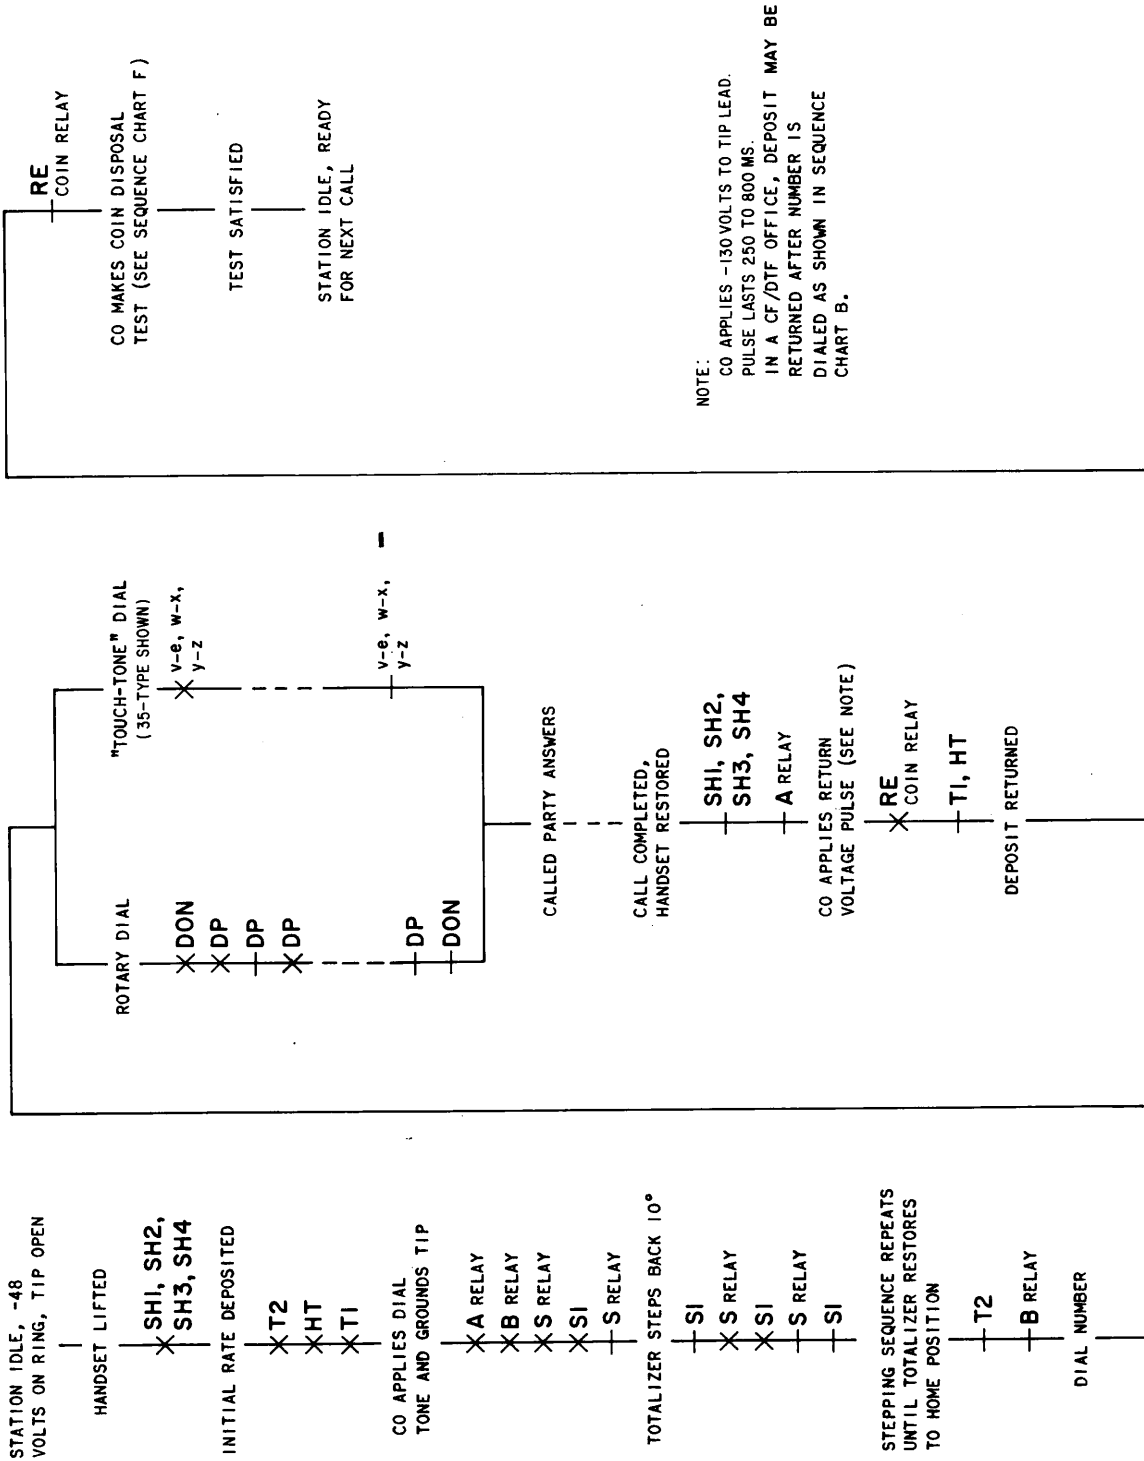 STATION IDLE, -48
VOLTS ON RING, TIP OPEN
HANDSET LIFTED
SH1, SH2,
SH3, SH4
INITIAL RATE DEPOSITED
T2
HT
T1
CO APPLIES DIAL
TONE AND GROUNDS TIP
A RELAY
B RELAY
S RELAY
S1
S RELAY
TOTALIZER STEPS BACK 10°
S1
S RELAY
S1
S RELAY
S1
STEPPING SEQUENCE REPEATS
UNTIL TOTALIZER RESTORES
TO HOME POSITION
T2
B RELAY
DIAL NUMBER
ROTARY DIAL
DON
DP
DP
DP
DP
DON
"TOUCH-TONE" DIAL
(35-TYPE SHOWN)
v-e, w-x,
y-z
v-e, w-x,
y-z
CALLED PARTY ANSWERS
CALL COMPLETED,
HANDSET RESTORED
SH1, SH2,
SH3, SH4
A RELAY
CO APPLIES RETURN
VOLTAGE PULSE (SEE NOTE)
RE
COIN RELAY
T1, HT
DEPOSIT RETURNED
RE
COIN RELAY
CO MAKES COIN DISPOSAL
TEST (SEE SEQUENCE CHART F)
TEST SATISFIED
STATION IDLE, READY
FOR NEXT CALL
NOTE:
CO APPLIES -130 VOLTS TO TIP LEAD.
PULSE LASTS 250 TO 800 MS.
IN A CF/DTF OFFICE, DEPOSIT MAY BE
RETURNED AFTER NUMBER IS
DIALED AS SHOWN IN SEQUENCE
CHART B.